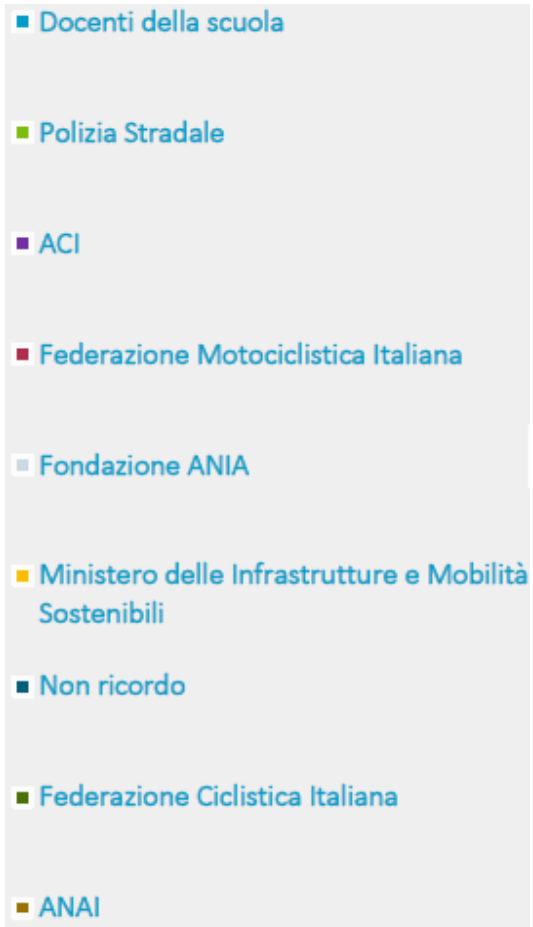 Docenti della scuola
Polizia Stradale
ACI
Federazione Motociclistica Italiana
Fondazione ANIA
Ministero delle Infrastrutture e Mobilità
Sostenibili
Non ricordo
Federazione Ciclistica Italiana
ANAI